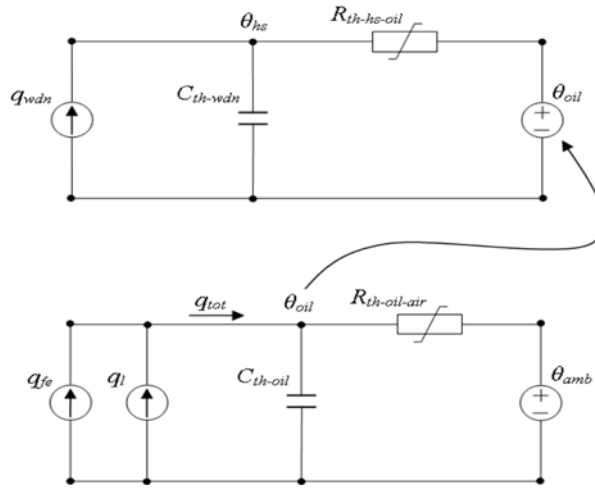 θhs
Rth-hs-oil
qwdn
Cth-wdn
θoil
+
−
qtot
θoil
Rth-oil-air
qfe
ql
Cth-oil
θamb
+
−